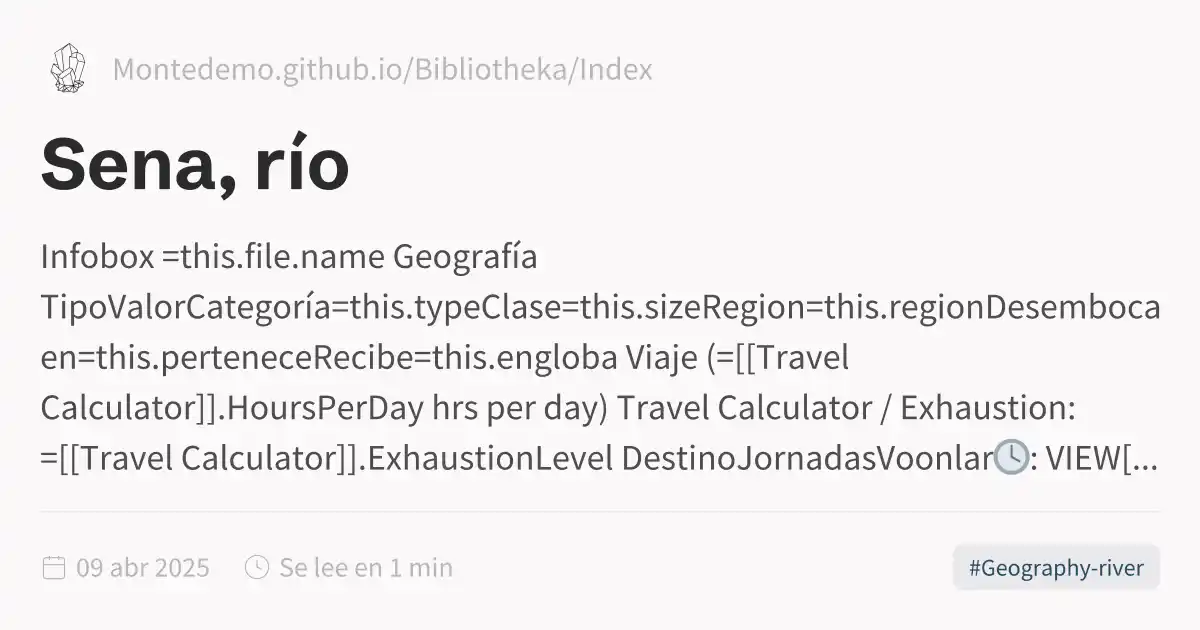 Montedemo.github.io/Bibliotheka/Index
Sena, río
Infobox =this.file.name Geografía
TipoValorCategoría=this.typeClase=this.sizeRegion=this.regionDesemboca
en=this.perteneceRecibe=this.engloba Viaje (=[[Travel
Calculator]].HoursPerDay hrs per day) Travel Calculator / Exhaustion:
=[[Travel Calculator]].ExhaustionLevel DestinoJornadasVoonlar🕓: VIEW[...
09 abr 2025 Se lee en 1 min
#Geography-river